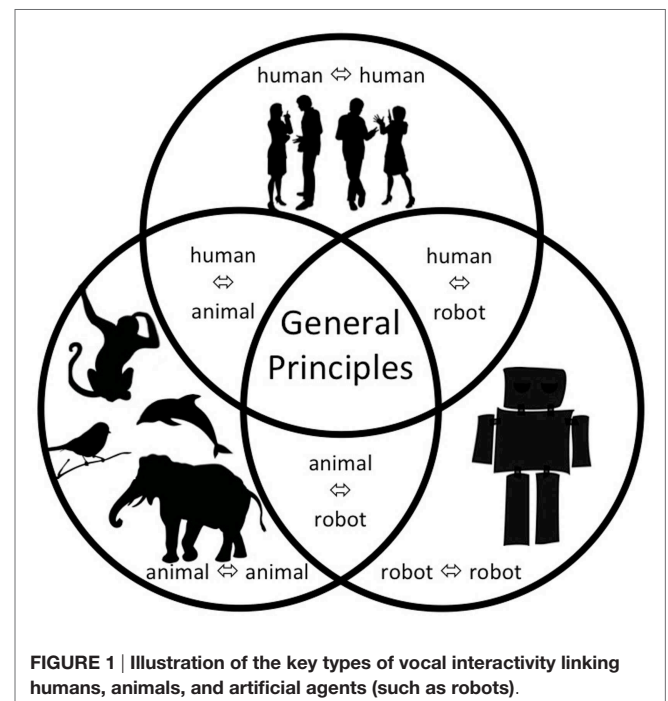 human ⇔ human
human
⇔
animal
human
⇔
robot
General
Principles
animal
⇔
robot
animal ⇔ animal
robot ⇔ robot
FIGURE 1 | Illustration of the key types of vocal interactivity linking
humans, animals, and artificial agents (such as robots).